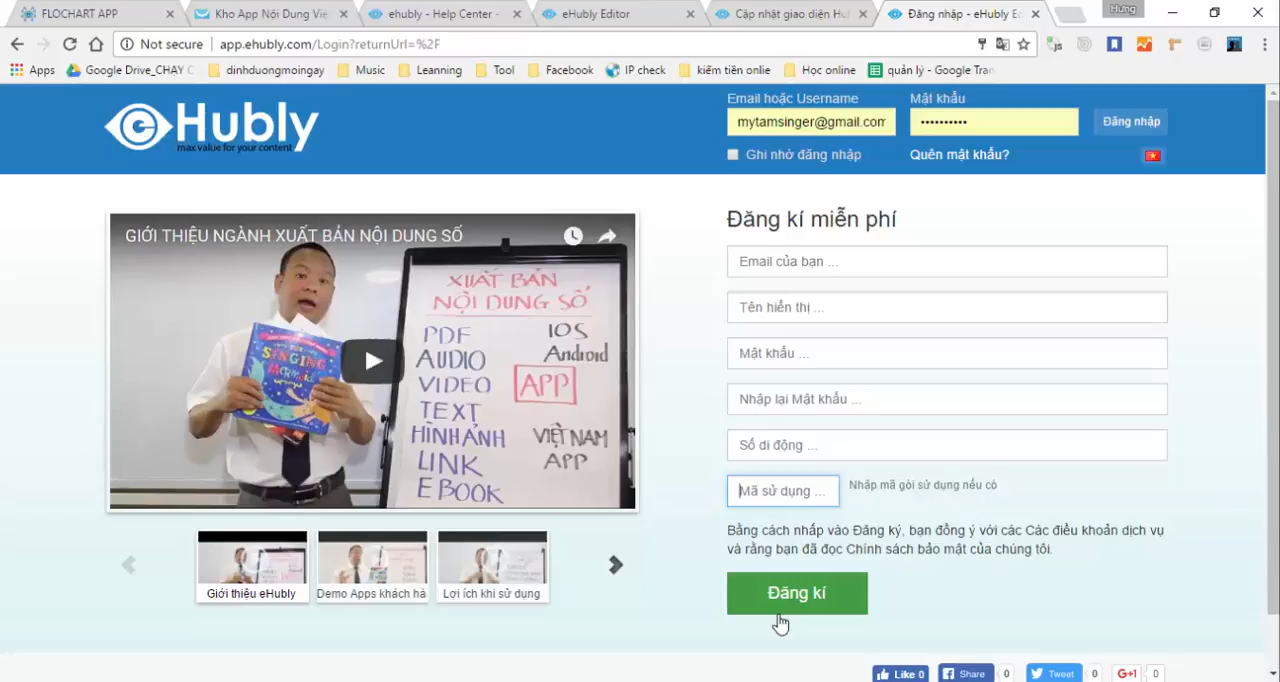 FLOCHART APP
Kho App Nội Dung Việ
ehubly - Help Center -
eHubly Editor
Cập nhật giao diện Hu
Đăng nhập - eHubly Ed
Hưng
Not secure
app.ehubly.com/Login?returnUrl=%2F
Apps
Google Drive_CHAY C
dinhduongmoingay
Music
Leanning
Tool
Facebook
IP check
kiếm tiền onlie
Học online
quản lý - Google Tran
eHubly
max value for your content
Email hoặc Username
Mật khẩu
mytamsinger@gmail.com
••••••••••
Đăng nhập
Ghi nhớ đăng nhập
Quên mật khẩu?
GIỚI THIỆU NGÀNH XUẤT BẢN NỘI DUNG SỐ
XUẤT BẢN
NỘI DUNG SỐ
PDF
IOS
AUDIO
Android
VIDEO
APP
TEXT
HÌNH ẢNH
VIỆT NAM
LINK
APP
EBOOK
THE
SINGING
MERMAID
Giới thiệu eHubly
Demo Apps khách hà
Lợi ích khi sử dụng
Đăng kí miễn phí
Email của bạn ...
Tên hiển thị ...
Mật khẩu ...
Nhập lại Mật khẩu ...
Số di động ...
Mã sử dụng ...
Nhập mã gói sử dụng nếu có
Bằng cách nhấp vào Đăng ký, bạn đồng ý với các Các điều khoản dịch vụ
và rằng bạn đã đọc Chính sách bảo mật của chúng tôi.
Đăng kí
Like 0
Share
0
Tweet
0
G+1
0